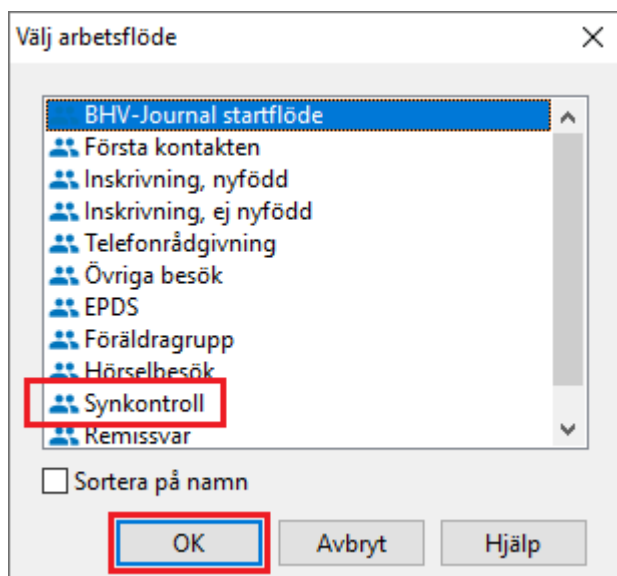 Välj arbetsflöde
BHV-Journal startflöde
Första kontakten
Inskrivning, nyfödd
Inskrivning, ej nyfödd
Telefonrådgivning
Övriga besök
EPDS
Föräldragrupp
Hörselbesök
Synkontroll
Remissvar
Sortera på namn
OK Avbryt Hjälp